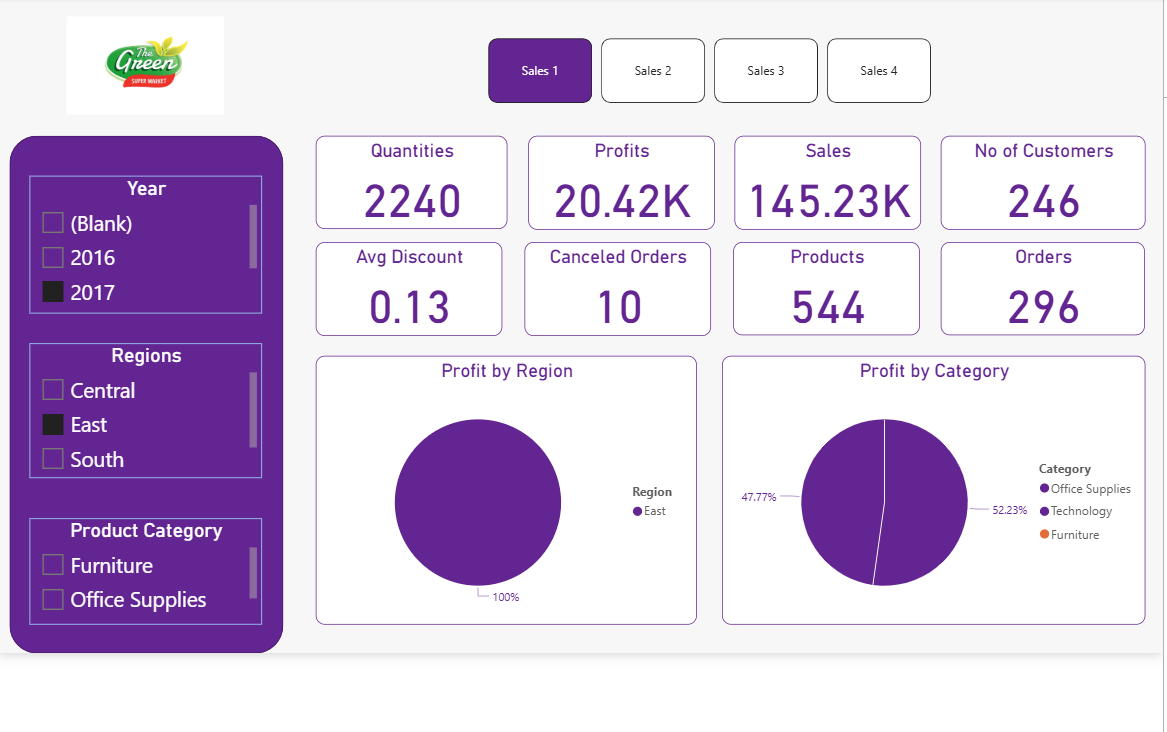 The
Green
SUPER MARKET
Sales 1
Sales 2
Sales 3
Sales 4
Year
(Blank)
2016
2017
Regions
Central
East
South
Product Category
Furniture
Office Supplies
Quantities
2240
Profits
20.42K
Sales
145.23K
No of Customers
246
Avg Discount
0.13
Canceled Orders
10
Products
544
Orders
296
Profit by Region
100%
Region
East
Profit by Category
47.77%
52.23%
Category
Office Supplies
Technology
Furniture